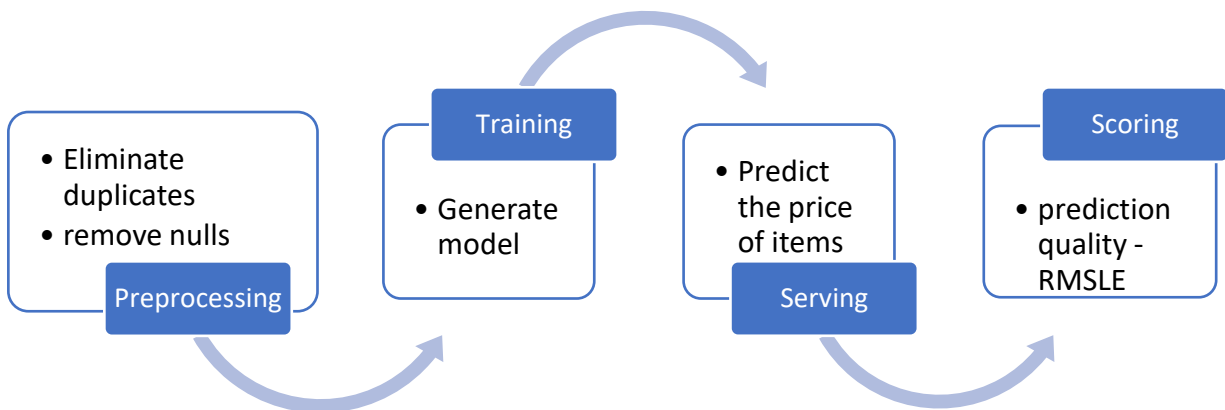 • Eliminate
duplicates
• remove nulls
Preprocessing
Training
• Generate
model
• Predict
the price
of items
Serving
Scoring
• prediction
quality -
RMSLE